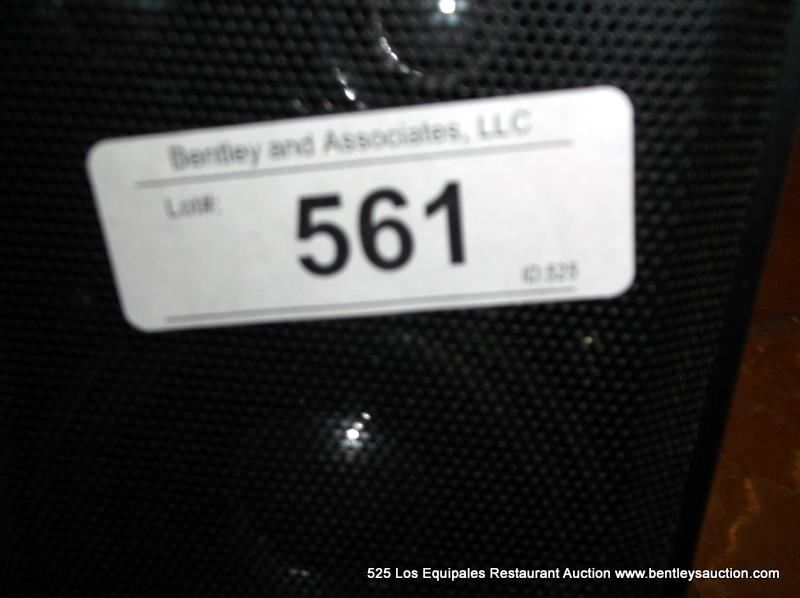 Bentley and Associates, LLC
Lot#:
561
ID:525
525 Los Equipales Restaurant Auction www.bentleysauction.com